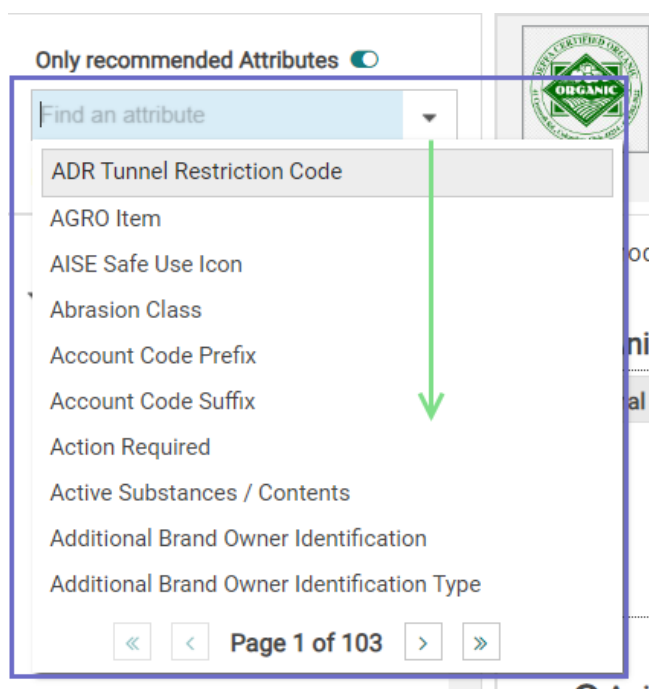 Only recommended Attributes
CERTIFIED ORGANIC
ORGANIC
Find an attribute
ADR Tunnel Restriction Code
AGRO Item
AISE Safe Use Icon
Abrasion Class
Account Code Prefix
Account Code Suffix
Action Required
Active Substances / Contents
Additional Brand Owner Identification
Additional Brand Owner Identification Type
« < Page 1 of 103 > »